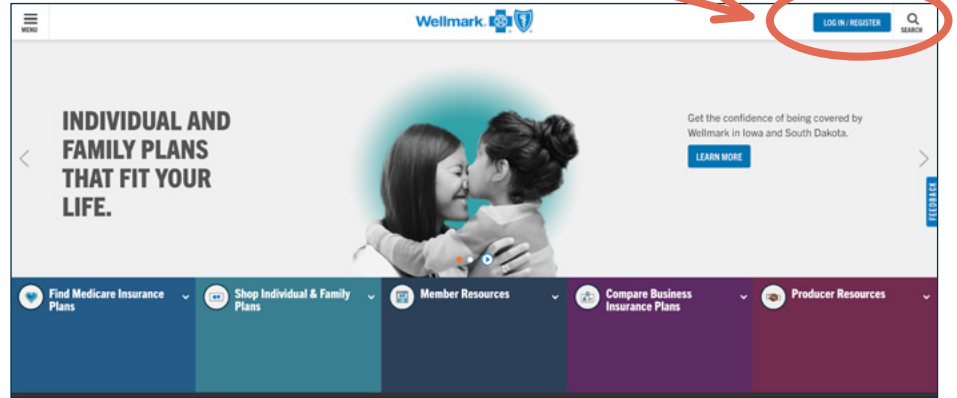 MENU
Wellmark.
LOG IN / REGISTER
SEARCH
INDIVIDUAL AND
FAMILY PLANS
THAT FIT YOUR
LIFE.
Get the confidence of being covered by
Wellmark in Iowa and South Dakota.
LEARN MORE
FEEDBACK
Find Medicare Insurance
Plans
Shop Individual & Family
Plans
Member Resources
Compare Business
Insurance Plans
Producer Resources